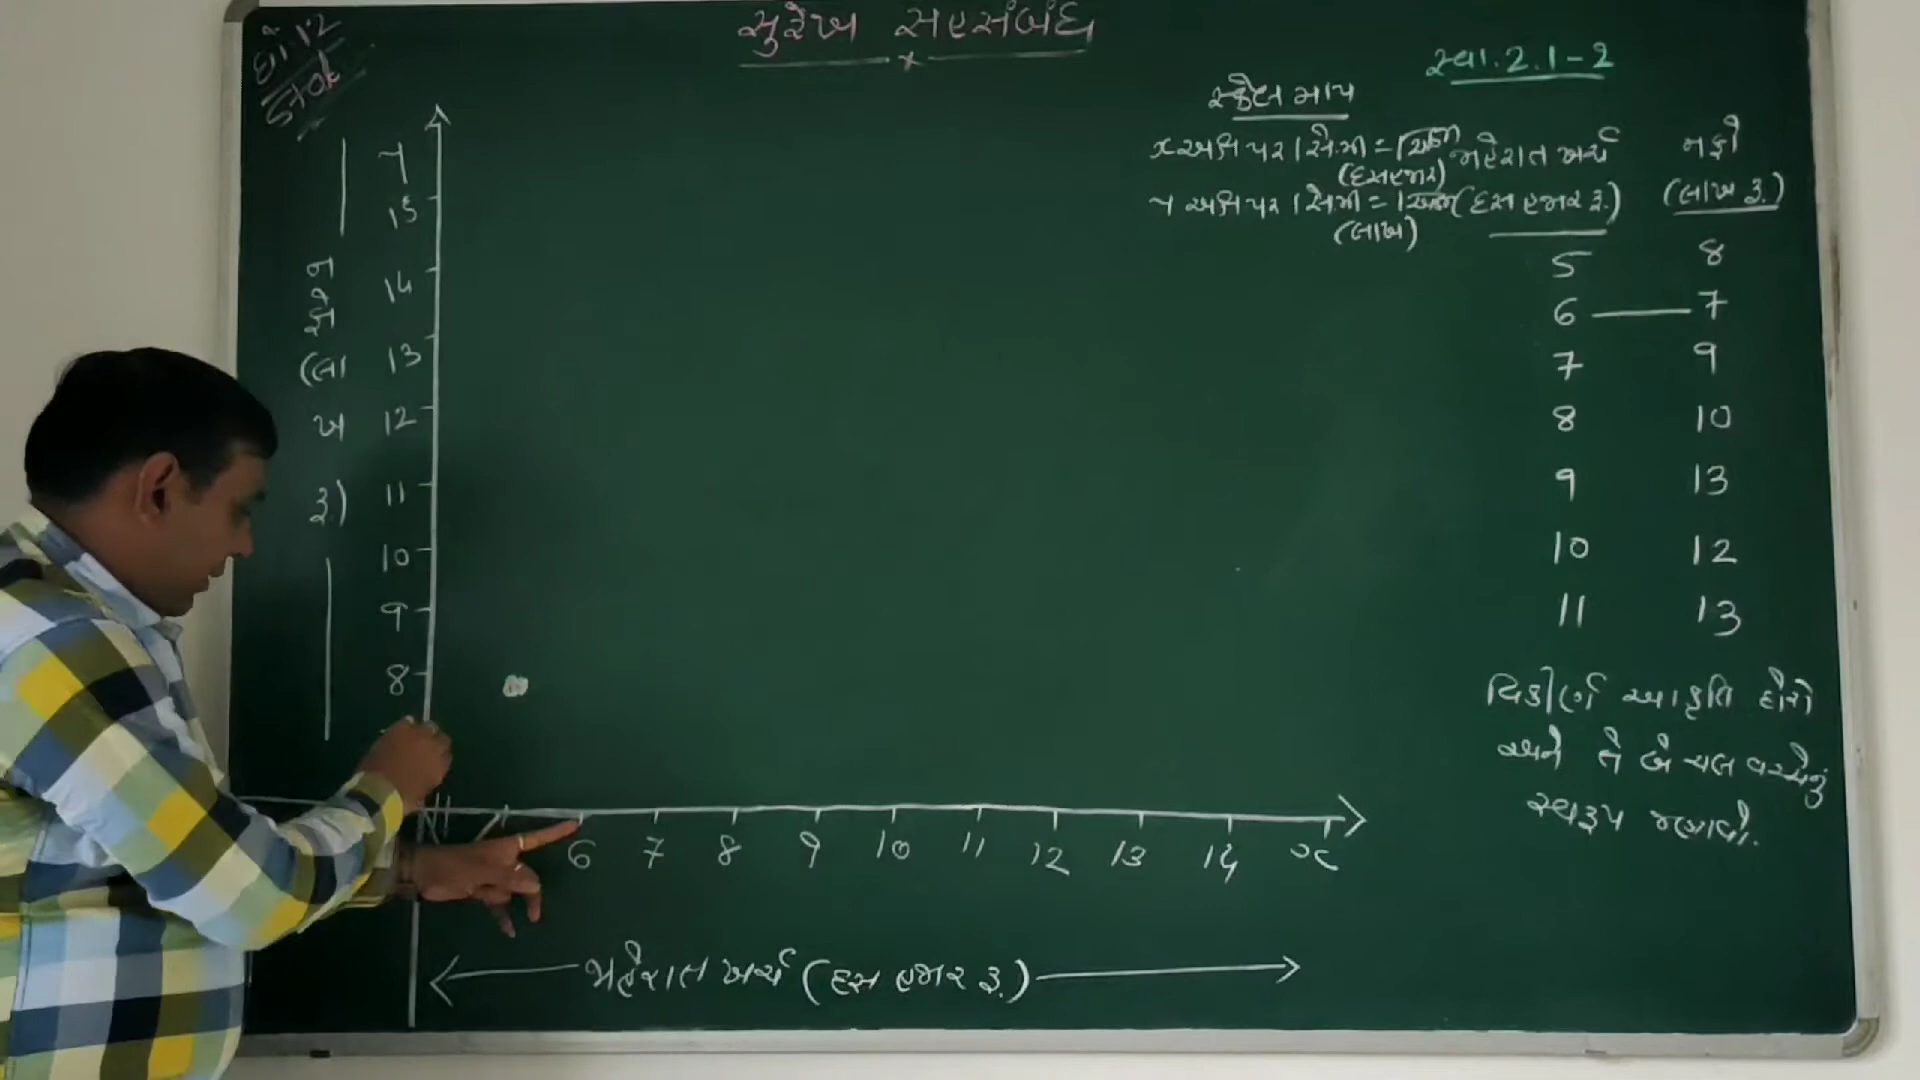 ધો. 12
સુરેખ સહસંબંધ
સ્વા. 2.1-2
સ્કેલ માપ
x અક્ષ પર 1 સેમી = 1 એકમ
(દસ હજાર)
y અક્ષ પર 1 સેમી = 1 એકમ
(લાખ)
જાહેરાત ખર્ચ નફો
(દસ હજાર રૂ.) (લાખ રૂ.)
5 8
6 7
7 9
8 10
9 13
10 12
11 13
વિકીર્ણ આકૃતિ દોરો
અને તે બે ચલ વચ્ચેનું
સ્વરૂપ જણાવો.
y
15
14
13
12
11
10
9
8
નફો (લાખ રૂ.)
6 7 8 9 10 11 12 13 14 x
જાહેરાત ખર્ચ (દસ હજાર રૂ.)